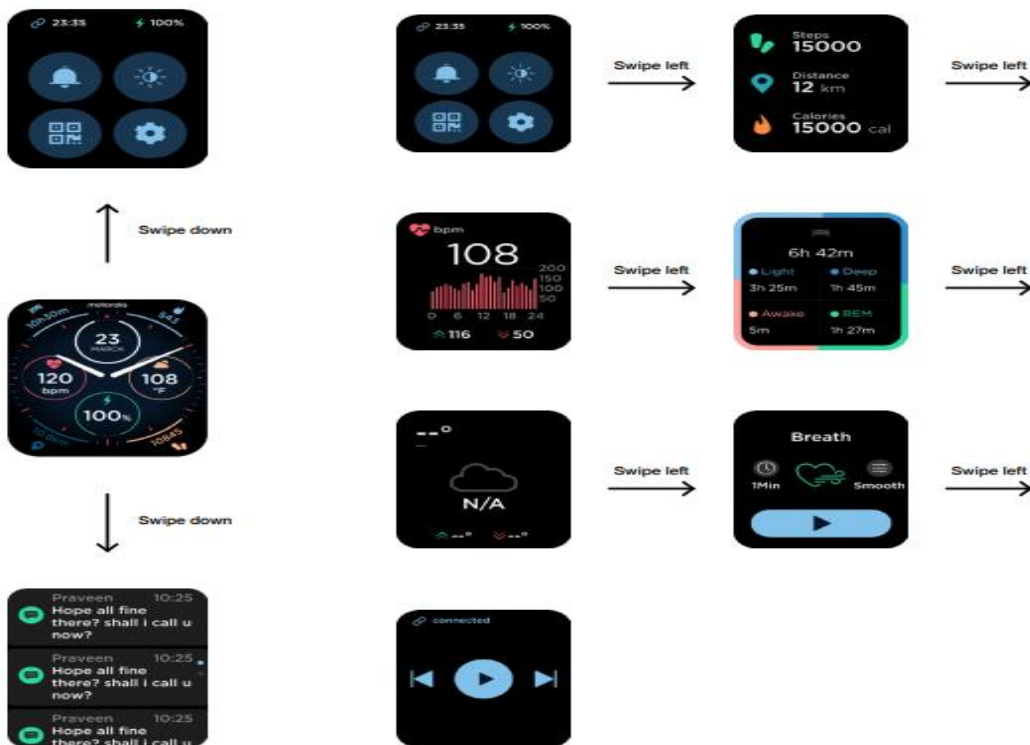 23:35 100%
Swipe down
motorola
10h30m
543
23
MARCH
120
bpm
108
°F
100%
10845
Swipe down
Praveen 10:25
Hope all fine
there? shall i call u
now?
Praveen 10:25
Hope all fine
there? shall i call u
now?
Praveen 10:25
Hope all fine
there? shall i call u
23:35 100%
Swipe left
Steps
15000
Distance
12 km
Calories
15000 cal
Swipe left
bpm
108
200
150
100
50
0 6 12 18 24
116 50
Swipe left
6h 42m
Light Deep
3h 25m 1h 45m
Awake REM
5m 1h 27m
Swipe left
--°
--
N/A
--° --°
Swipe left
Breath
1Min Smooth
Swipe left
connected